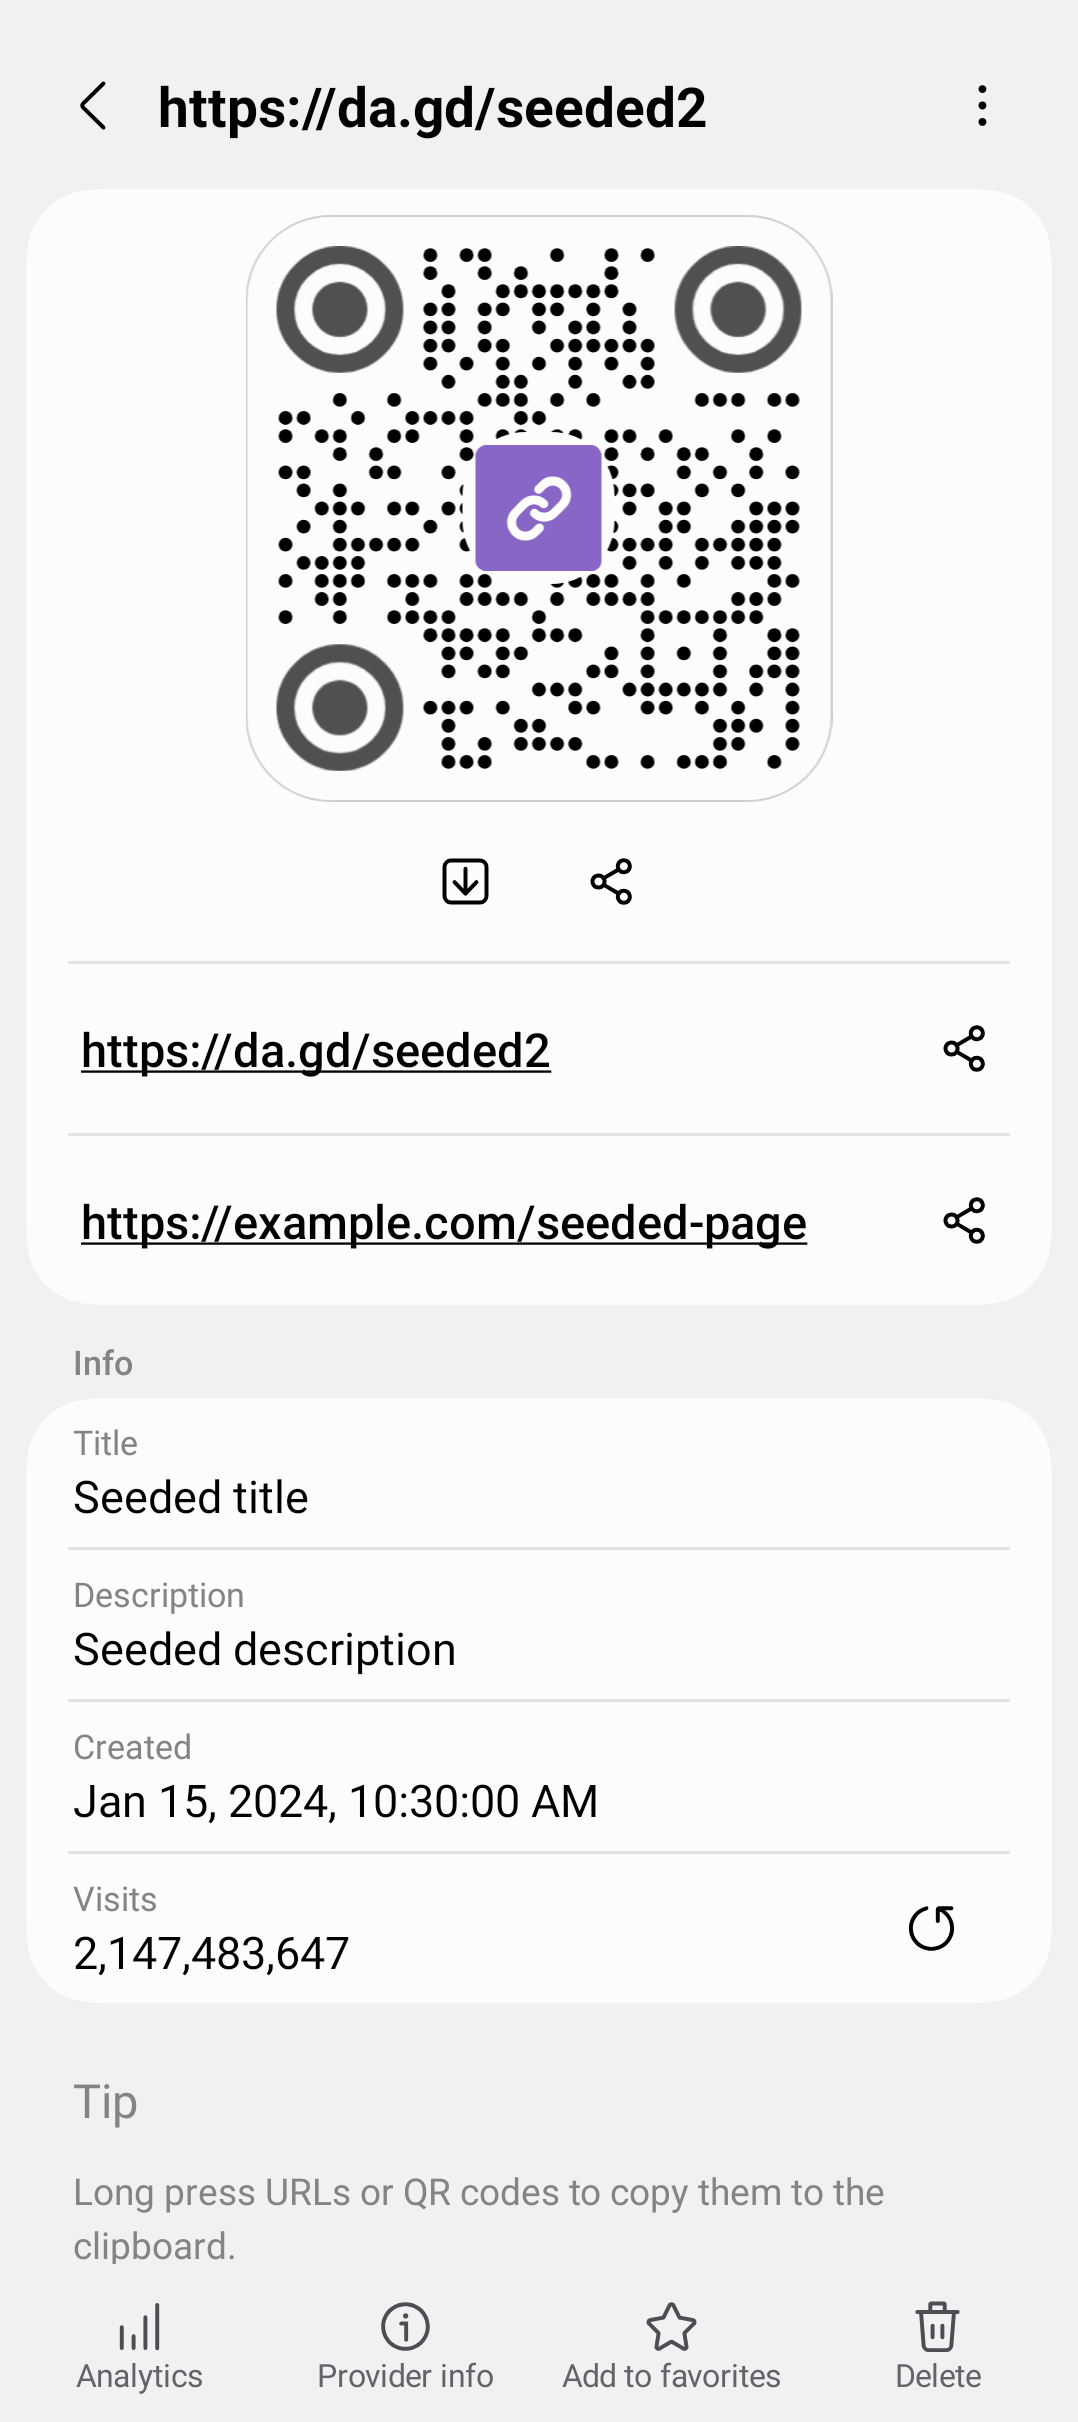 https://da.gd/seeded2
https://da.gd/seeded2
https://example.com/seeded-page
Info
Title
Seeded title
Description
Seeded description
Created
Jan 15, 2024, 10:30:00 AM
Visits
2,147,483,647
Tip
Long press URLs or QR codes to copy them to the
clipboard.
Analytics
Provider info
Add to favorites
Delete